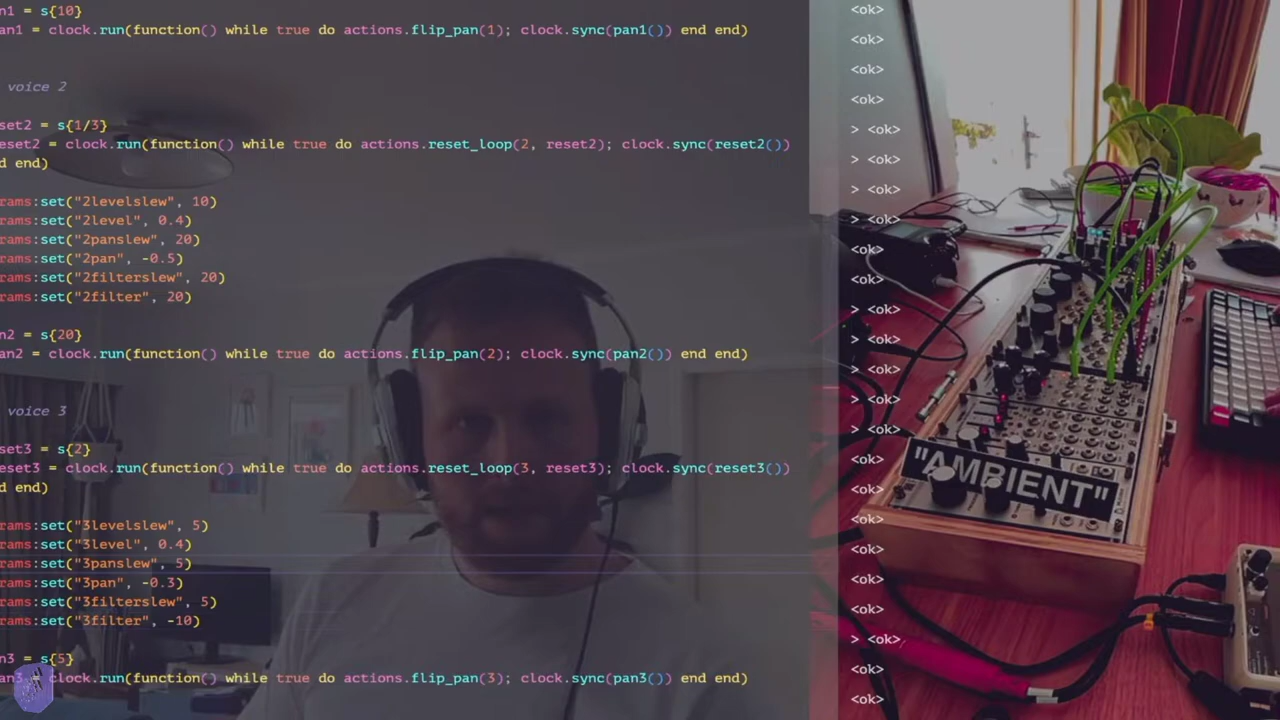 an1 = s{10}
an1 = clock.run(function() while true do actions.flip_pan(1); clock.sync(pan1()) end end)
voice 2
set2 = s{1/3}
eset2 = clock.run(function() while true do actions.reset_loop(2, reset2); clock.sync(reset2())
d end)
rams:set("2levelslew", 10)
rams:set("2level", 0.4)
rams:set("2panslew", 20)
rams:set("2pan", -0.5)
rams:set("2filterslew", 20)
rams:set("2filter", 20)
n2 = s{20}
an2 = clock.run(function() while true do actions.flip_pan(2); clock.sync(pan2()) end end)
voice 3
set3 = s{2}
eset3 = clock.run(function() while true do actions.reset_loop(3, reset3); clock.sync(reset3())
d end)
rams:set("3levelslew", 5)
rams:set("3level", 0.4)
rams:set("3panslew", 5)
rams:set("3pan", -0.3)
rams:set("3filterslew", 5)
rams:set("3filter", -10)
n3 = s{5}
an3 = clock.run(function() while true do actions.flip_pan(3); clock.sync(pan3()) end end)
<ok>
<ok>
<ok>
<ok>
> <ok>
> <ok>
> <ok>
> <ok>
<ok>
<ok>
> <ok>
> <ok>
> <ok>
> <ok>
> <ok>
<ok>
<ok>
<ok>
<ok>
<ok>
<ok>
> <ok>
<ok>
<ok>
"AMBIENT"